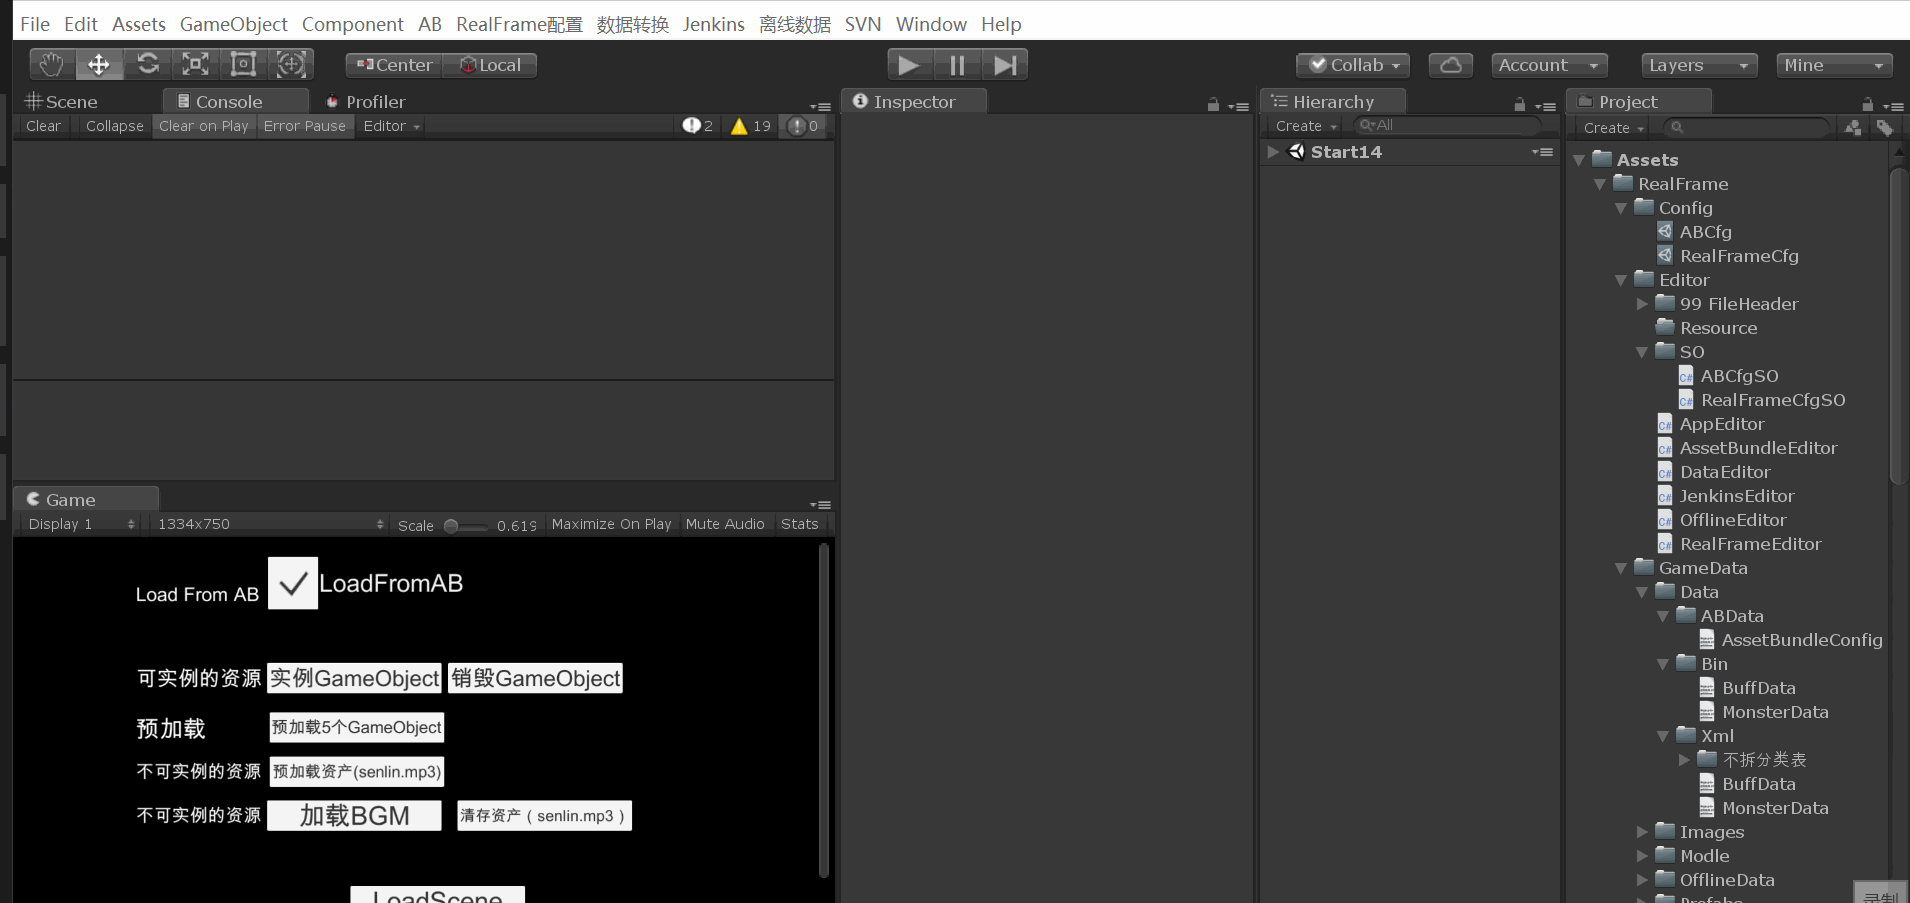 File Edit Assets GameObject Component AB RealFrame配置 数据转换 Jenkins 离线数据 SVN Window Help
Center Local Collab Account Layers Mine
Scene Console Profiler
Clear Collapse Clear on Play Error Pause Editor 2 19 0
Game
Display 1 1334x750 Scale 0.619 Maximize On Play Mute Audio Stats
Load From AB LoadFromAB
可实例的资源 实例GameObject 销毁GameObject
预加载 预加载5个GameObject
不可实例的资源 预加载资产(senlin.mp3)
不可实例的资源 加载BGM 清存资产（senlin.mp3）
LoadScene
Inspector
Hierarchy
Create All
Start14
Project
Create
Assets
RealFrame
Config
ABCfg
RealFrameCfg
Editor
99 FileHeader
Resource
SO
ABCfgSO
RealFrameCfgSO
AppEditor
AssetBundleEditor
DataEditor
JenkinsEditor
OfflineEditor
RealFrameEditor
GameData
Data
ABData
AssetBundleConfig
Bin
BuffData
MonsterData
Xml
不拆分类表
BuffData
MonsterData
Images
Modle
OfflineData
Prefabs
录制